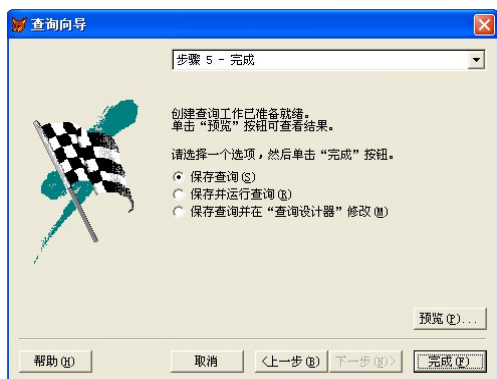 查询向导
步骤 5 - 完成
创建查询工作已准备就绪。
单击“预览”按钮可查看结果。
请选择一个选项，然后单击“完成”按钮。
保存查询(S)
保存并运行查询(R)
保存查询并在“查询设计器”修改(M)
预览(P)...
帮助(H) 取消 <上一步(B) 下一步(N)> 完成(F)